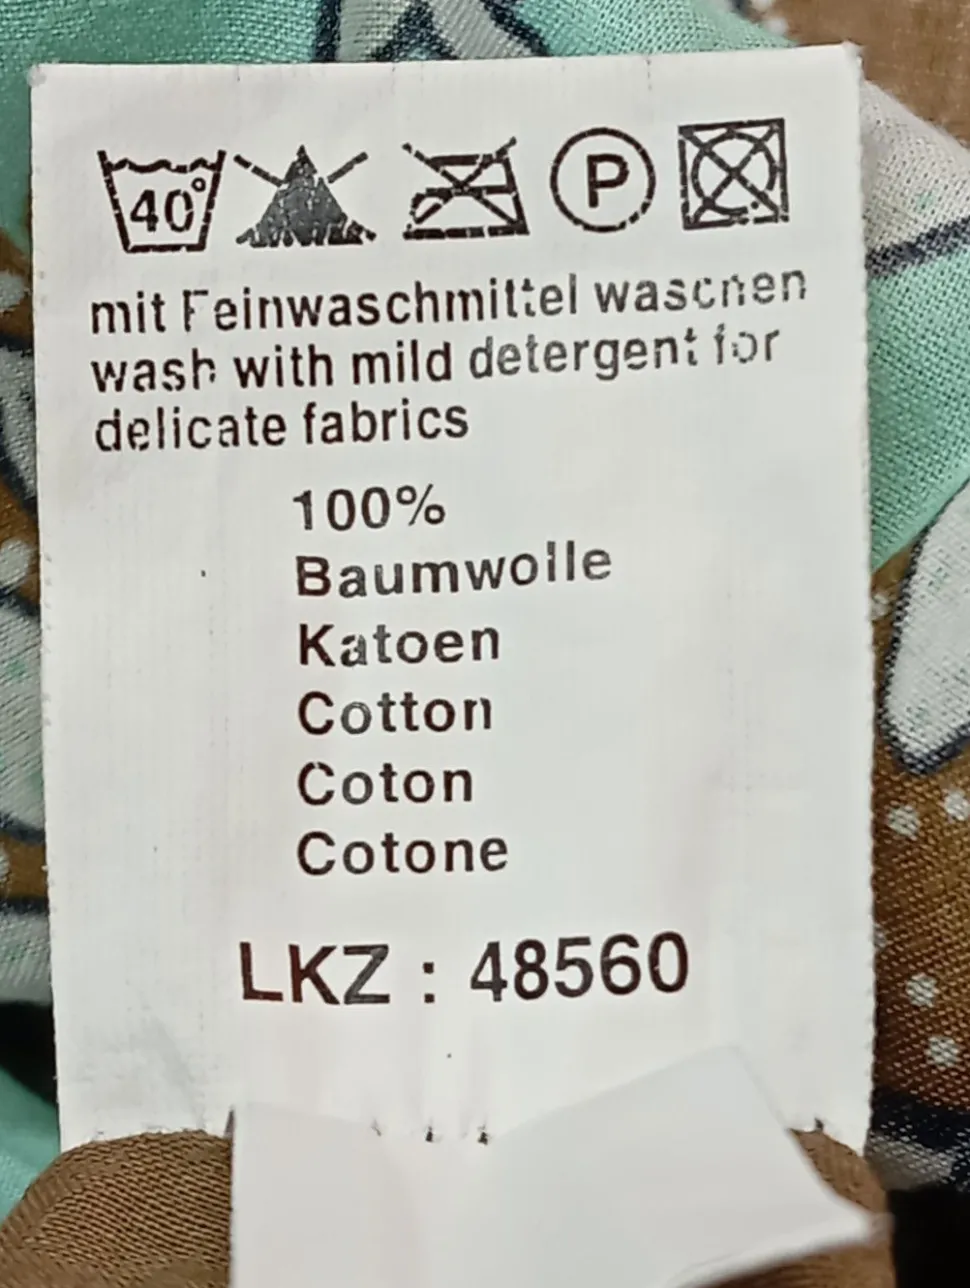 40°
P
mit Feinwaschmittel waschen
wash with mild detergent for
delicate fabrics
100%
Baumwolle
Katoen
Cotton
Coton
Cotone
LKZ : 48560